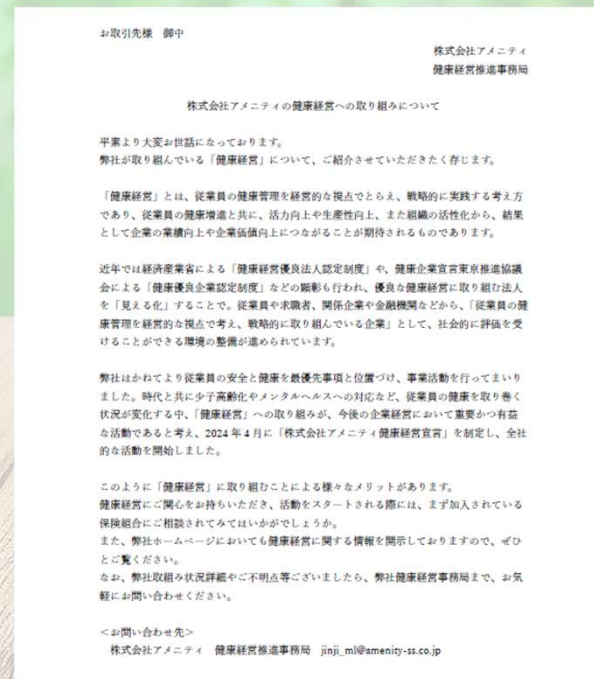 お取引先様　御中
株式会社アメニティ
健康経営推進事務局
株式会社アメニティの健康経営への取り組みについて
平素より大変お世話になっております。
弊社が取り組んでいる「健康経営」について、ご紹介させていただきたく存じます。
「健康経営」とは、従業員の健康管理を経営的な視点でとらえ、戦略的に実践する考え方
であり、従業員の健康増進と共に、活力向上や生産性向上、また組織の活性化から、結果
として企業の業績向上や企業価値向上につながることが期待されるものであります。
近年では経済産業省による「健康経営優良法人認定制度」や、健康企業宣言東京推進協議
会による「健康優良企業認定制度」などの顕彰も行われ、優良な健康経営に取り組む法人
を「見える化」することで。従業員や求職者、関係企業や金融機関などから、「従業員の健
康管理を経営的な視点で考え、戦略的に取り組んでいる企業」として、社会的に評価を受
けることができる環境の整備が進められています。
弊社はかねてより従業員の安全と健康を最優先事項と位置づけ、事業活動を行ってまいり
ました。時代と共に少子高齢化やメンタルヘルスへの対応など、従業員の健康を取り巻く
状況が変化する中、「健康経営」への取り組みが、今後の企業経営において重要かつ有益
な活動であると考え、2024 年 4 月に「株式会社アメニティ健康経営宣言」を制定し、全社
的な活動を開始しました。
このように「健康経営」に取り組むことによる様々なメリットがあります。
健康経営にご関心をお持ちいただき、活動をスタートされる際には、まず加入されている
保険組合にご相談されてみてはいかがでしょうか。
また、弊社ホームページにおいても健康経営に関する情報を開示しておりますので、ぜひ
とご覧ください。
なお、弊社取組み状況詳細やご不明点等ございましたら、弊社健康経営事務局まで、お気
軽にお問い合わせください。
＜お問い合わせ先＞
株式会社アメニティ　健康経営推進事務局　jinji_ml@amenity-ss.co.jp